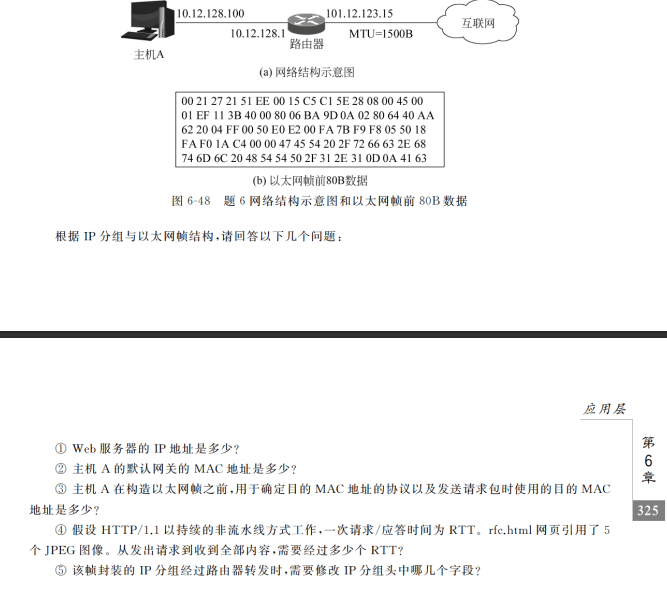 10.12.128.100
101.12.123.15
互联网
10.12.128.1
MTU=1500B
路由器
主机A
(a) 网络结构示意图
00 21 27 21 51 EE 00 15 C5 C1 5E 28 08 00 45 00
01 EF 11 3B 40 00 80 06 BA 9D 0A 02 80 64 40 AA
62 20 04 FF 00 50 E0 E2 00 FA 7B F9 F8 05 50 18
FA F0 1A C4 00 00 47 45 54 20 2F 72 66 63 2E 68
74 6D 6C 20 48 54 54 50 2F 31 2E 31 0D 0A 41 63
(b) 以太网帧前80B数据
图 6-48 题 6 网络结构示意图和以太网帧前 80B 数据
根据 IP 分组与以太网帧结构,请回答以下几个问题:
应用层
① Web 服务器的 IP 地址是多少?
② 主机 A 的默认网关的 MAC 地址是多少?
③ 主机 A 在构造以太网帧之前,用于确定目的 MAC 地址的协议以及发送请求包时使用的目的 MAC
地址是多少?
④ 假设 HTTP/1.1 以持续的非流水线方式工作,一次请求/应答时间为 RTT。rfc.html 网页引用了 5
个 JPEG 图像。从发出请求到收到全部内容,需要经过多少个 RTT?
⑤ 该帧封装的 IP 分组经过路由器转发时,需要修改 IP 分组头中哪几个字段?
第
6
章
325